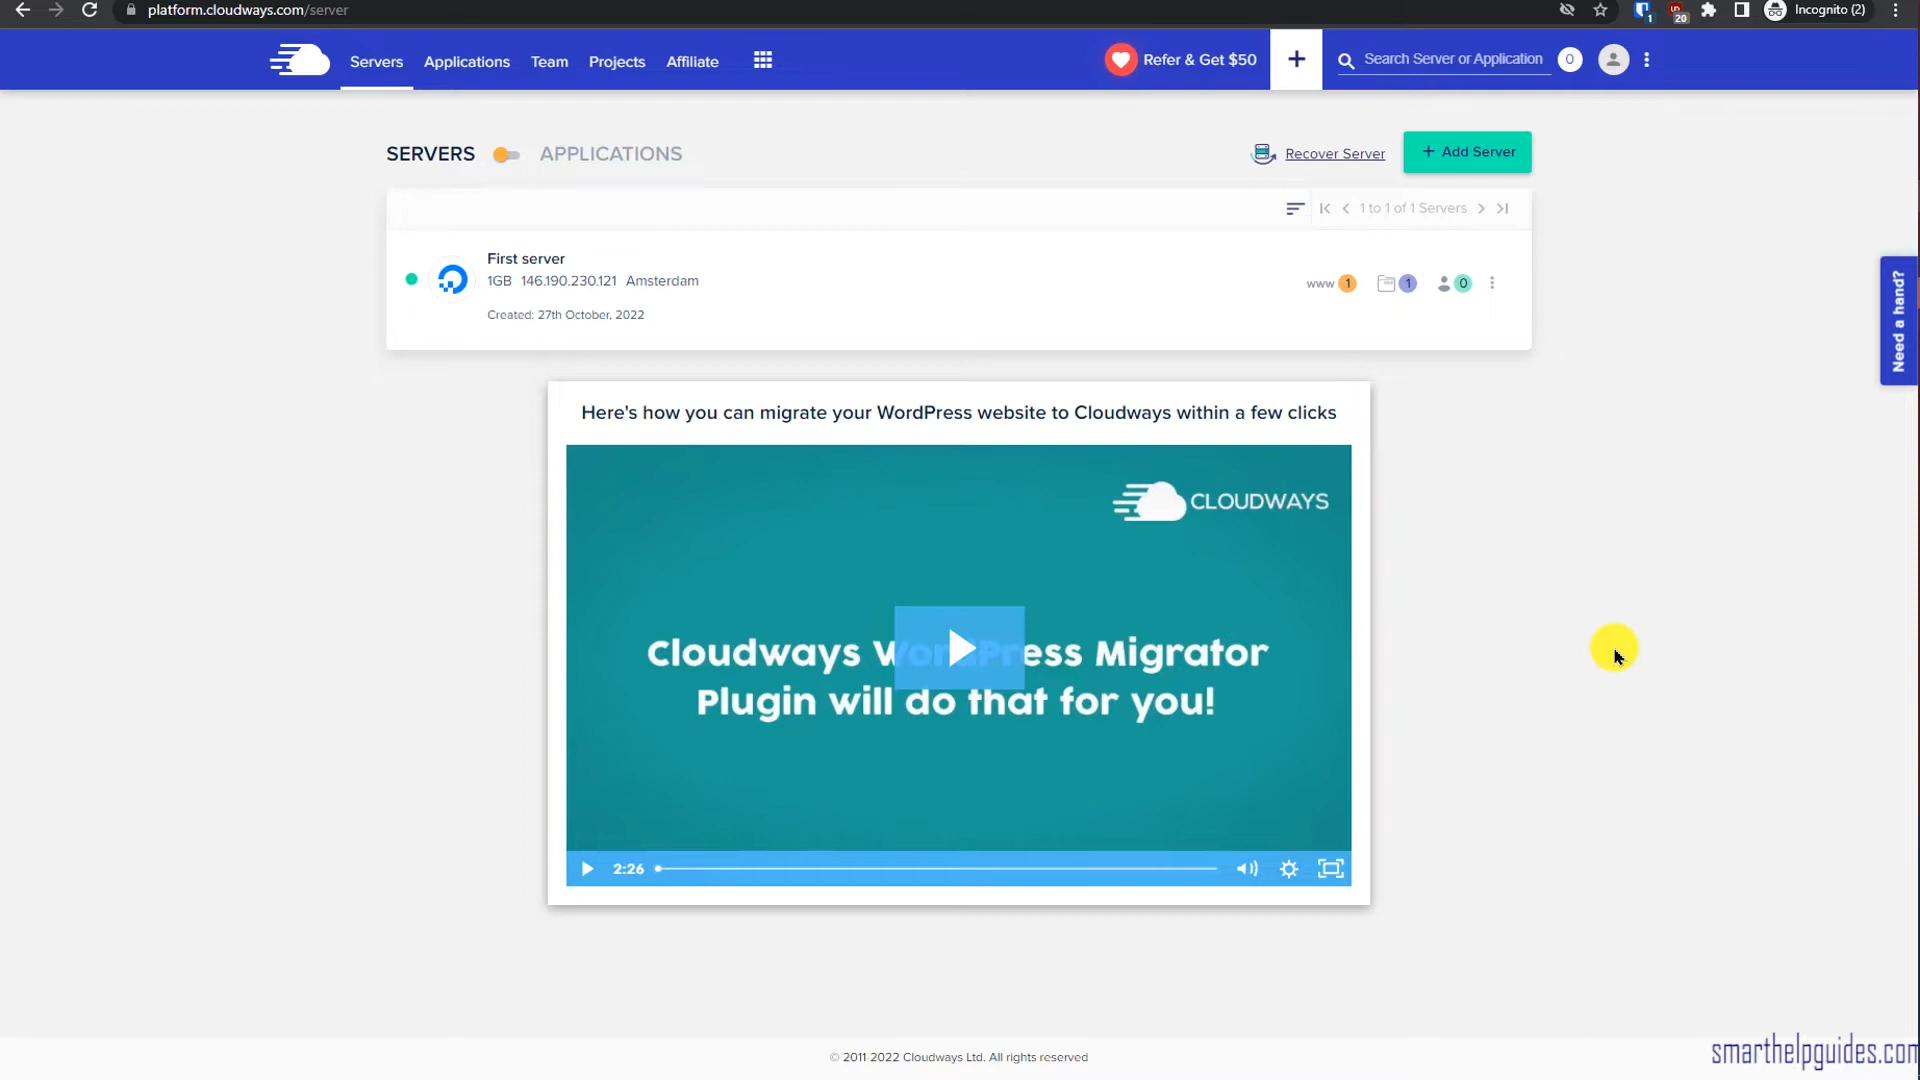 platform.cloudways.com/server
1
20
Incognito (2)
Servers
Applications
Team
Projects
Affiliate
Refer & Get $50
+
Search Server or Application
0
SERVERS
APPLICATIONS
Recover Server
+ Add Server
1 to 1 of 1 Servers
First server
1GB 146.190.230.121 Amsterdam
www 1
1
0
Created: 27th October, 2022
Need a hand?
Here's how you can migrate your WordPress website to Cloudways within a few clicks
CLOUDWAYS
Cloudways WordPress Migrator
Plugin will do that for you!
2:26
© 2011-2022 Cloudways Ltd. All rights reserved
smarthelpguides.com